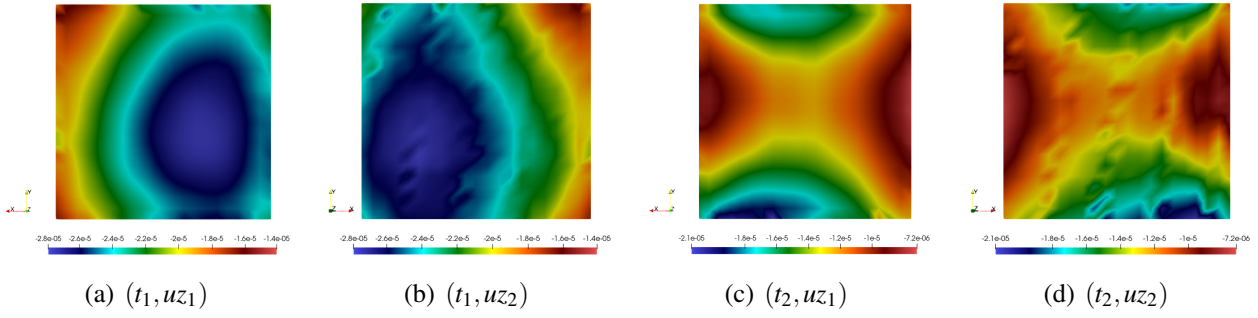 Y
X Z
Y
Z X
Y
X Z
Y
Z X
-2.8e-05 -2.6e-5 -2.4e-5 -2.2e-5 -2e-5 -1.8e-5 -1.6e-5 -1.4e-05
-2.8e-05 -2.6e-5 -2.4e-5 -2.2e-5 -2e-5 -1.8e-5 -1.6e-5 -1.4e-05
-2.1e-05 -1.8e-5 -1.6e-5 -1.4e-5 -1.2e-5 -1e-5 -7.2e-06
-2.1e-05 -1.8e-5 -1.6e-5 -1.4e-5 -1.2e-5 -1e-5 -7.2e-06
(a) (t₁, uz₁)
(b) (t₁, uz₂)
(c) (t₂, uz₁)
(d) (t₂, uz₂)